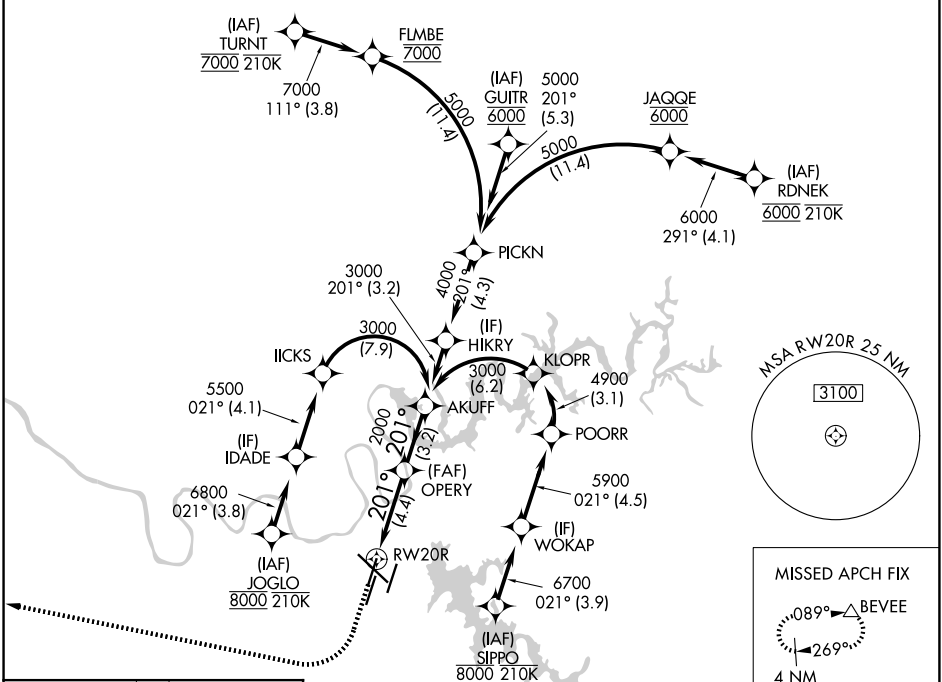 (IAF)
TURNT
7000 210K
7000
111° (3.8)
FLMBE
7000
5000
(11.4)
(IAF)
GUITR
6000
5000
201°
(5.3)
JAQQE
6000
5000
(11.4)
(IAF)
RDNEK
6000 210K
6000
291° (4.1)
PICKN
4000
201°
(4.3)
3000
201° (3.2)
(IF)
HIKRY
IICKS
3000
(7.9)
KLOPR
3000
(6.2)
4900
(3.1)
5500
021° (4.1)
AKUFF
POORR
(IF)
IDADE
2000
201°
(3.2)
(FAF)
OPERY
5900
021° (4.5)
6800
021° (3.8)
201°
(4.4)
(IF)
WOKAP
RW20R
(IAF)
JOGLO
8000 210K
6700
021° (3.9)
(IAF)
SIPPO
8000 210K
MSA RW20R 25 NM
3100
MISSED APCH FIX
089°
BEVEE
269°
4 NM